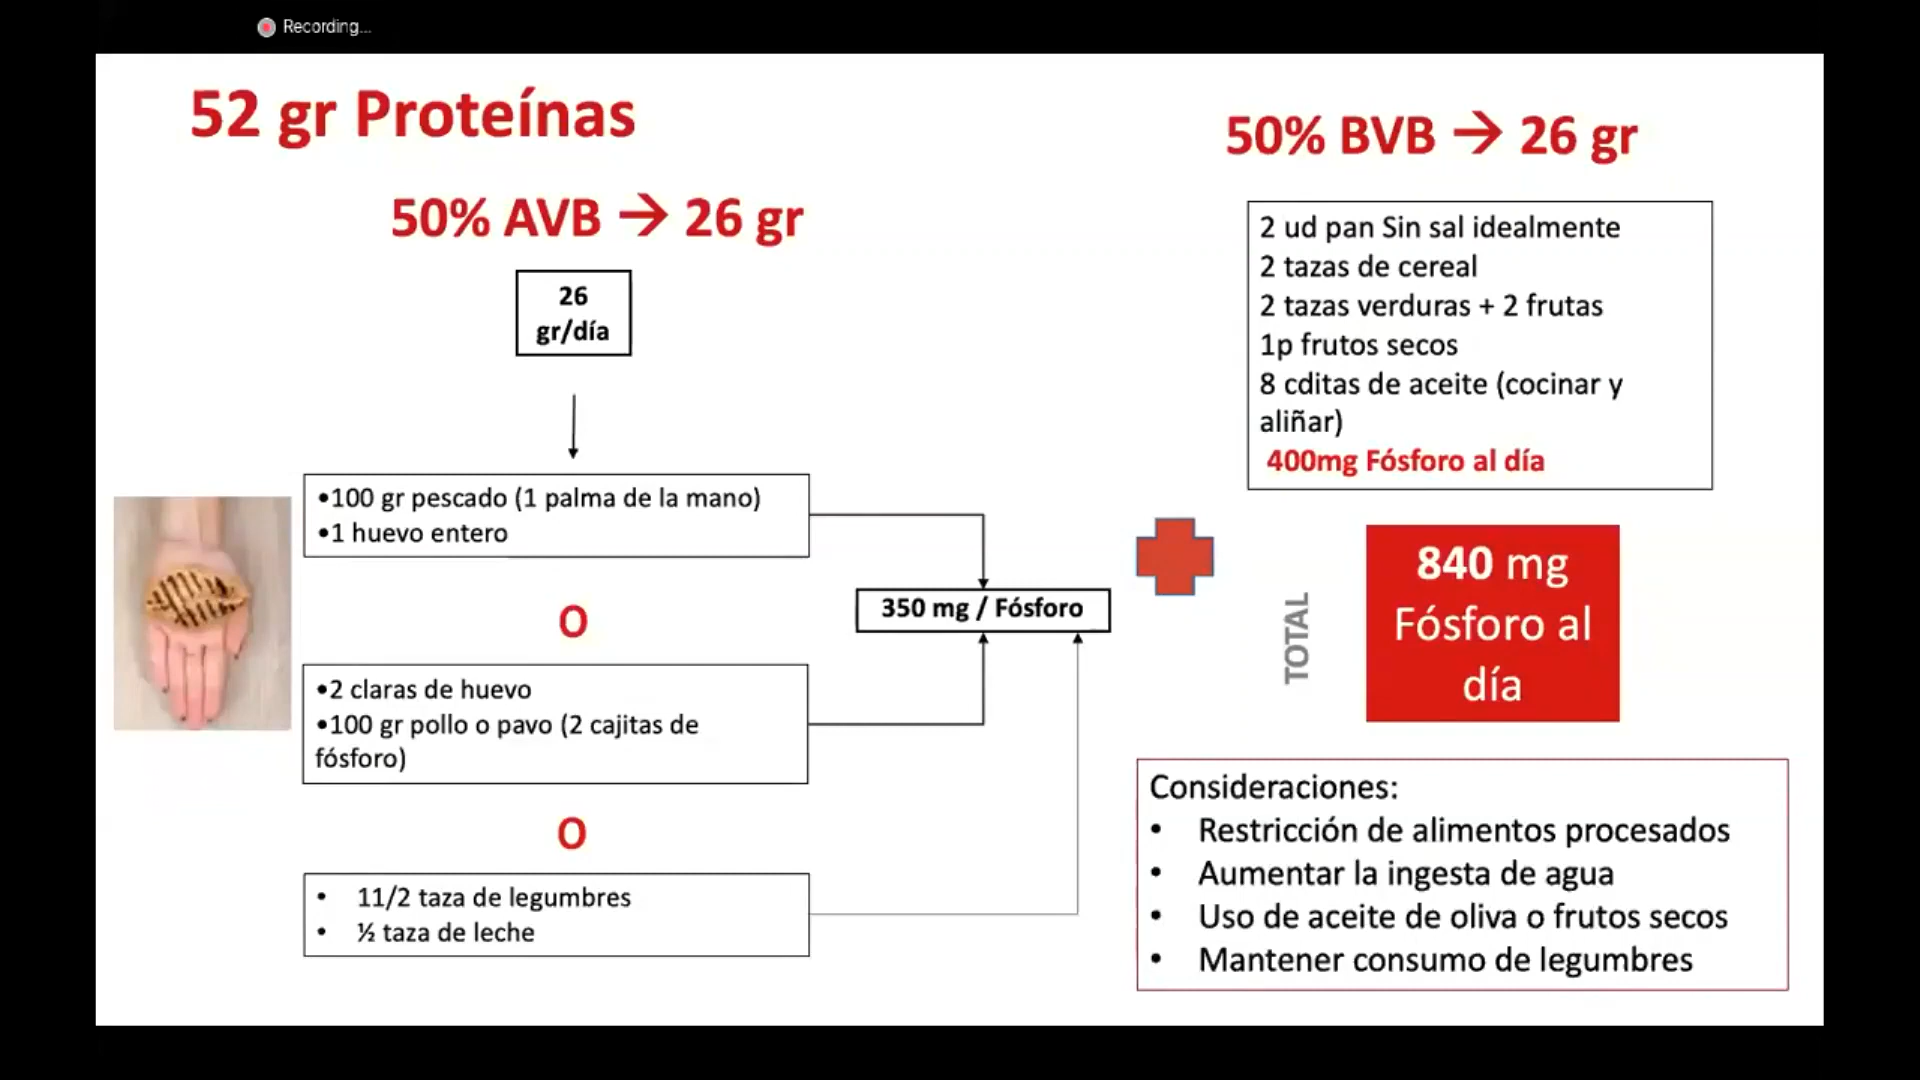 Recording...
52 gr Proteínas
50% AVB → 26 gr
26
gr/día
•100 gr pescado (1 palma de la mano)
•1 huevo entero
O
•2 claras de huevo
•100 gr pollo o pavo (2 cajitas de
fósforo)
O
• 11/2 taza de legumbres
• ½ taza de leche
350 mg / Fósforo
50% BVB → 26 gr
2 ud pan Sin sal idealmente
2 tazas de cereal
2 tazas verduras + 2 frutas
1p frutos secos
8 cditas de aceite (cocinar y
aliñar)
400mg Fósforo al día
TOTAL
840 mg
Fósforo al
día
Consideraciones:
• Restricción de alimentos procesados
• Aumentar la ingesta de agua
• Uso de aceite de oliva o frutos secos
• Mantener consumo de legumbres